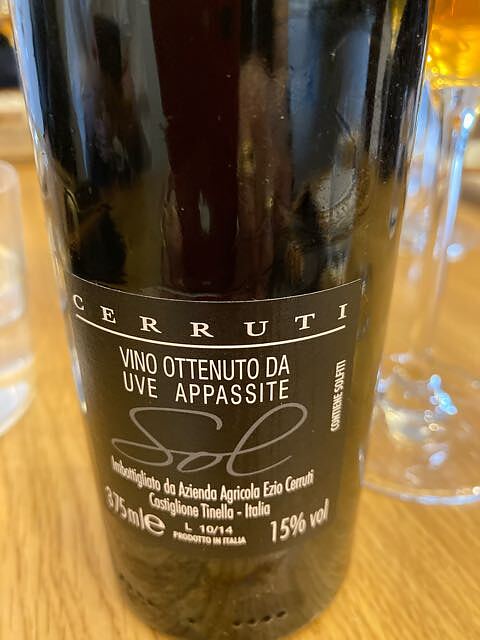 CERRUTI
VINO OTTENUTO DA
UVE APPASSITE
Sol
CONTIENE SOLFITI
Imbottigliato da Azienda Agricola Ezio Cerruti
Castiglione Tinella - Italia
375ml e
L 10/14
PRODOTTO IN ITALIA
15% vol